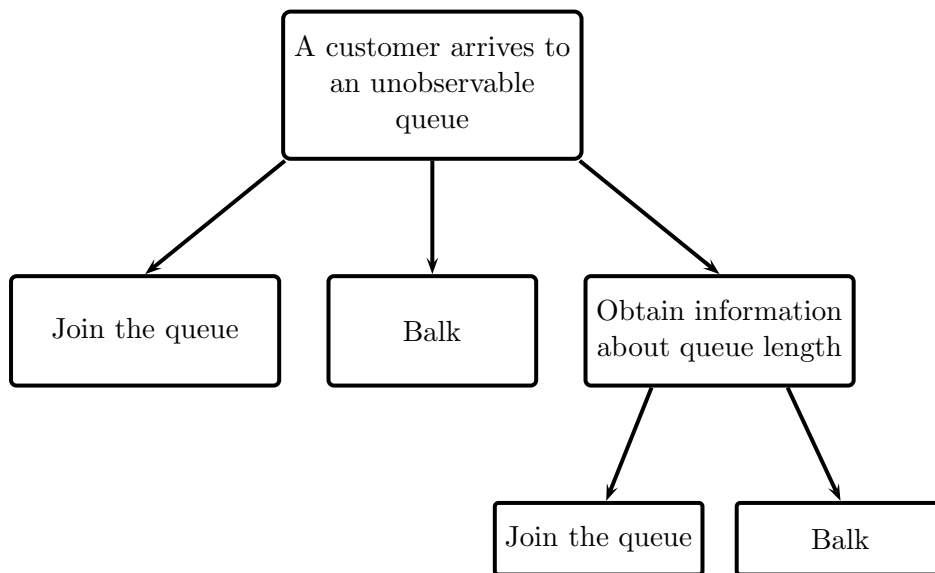 A customer arrives to
an unobservable
queue
Join the queue
Balk
Obtain information
about queue length
Join the queue
Balk